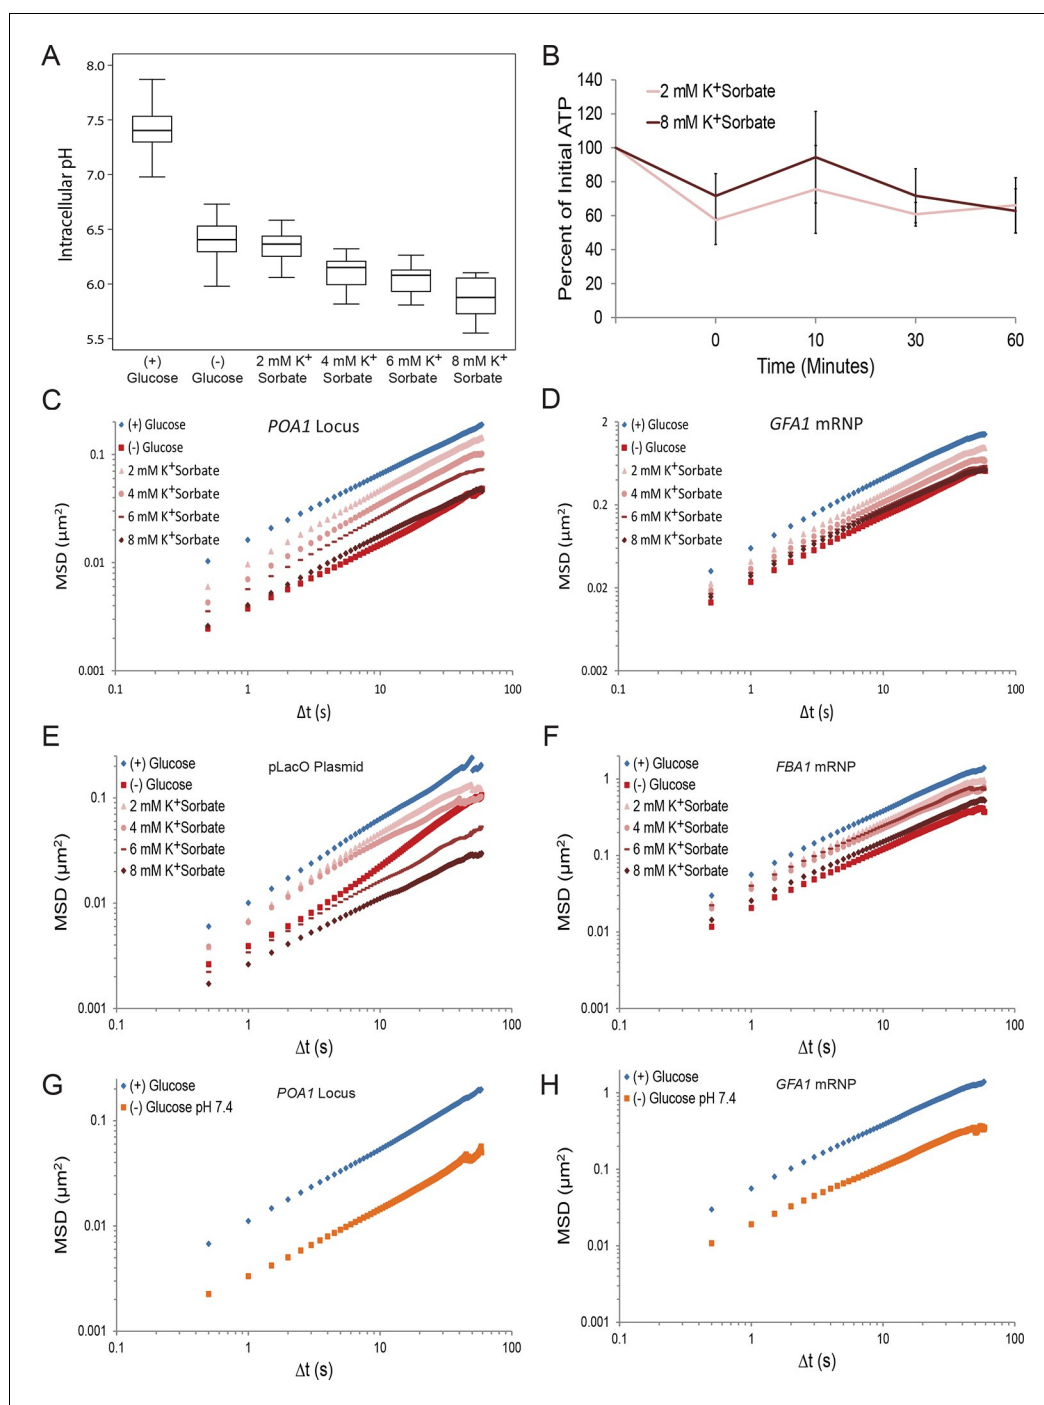 A
8.0
7.5
7.0
6.5
6.0
5.5
Intracellular pH
(+) Glucose
(-) Glucose
2 mM K+ Sorbate
4 mM K+ Sorbate
6 mM K+ Sorbate
8 mM K+ Sorbate
B
140
120
100
80
60
40
20
0
Percent of Initial ATP
2 mM K+Sorbate
8 mM K+Sorbate
0 10 30 60
Time (Minutes)
C
POA1 Locus
(+) Glucose
(-) Glucose
2 mM K+Sorbate
4 mM K+Sorbate
6 mM K+Sorbate
8 mM K+Sorbate
0.1
0.01
0.001
MSD (µm²)
0.1 1 10 100
Δt (s)
D
GFA1 mRNP
(+) Glucose
(-) Glucose
2 mM K+Sorbate
4 mM K+Sorbate
6 mM K+Sorbate
8 mM K+Sorbate
2
0.2
0.02
0.002
MSD (µm²)
0.1 1 10 100
Δt (s)
E
pLacO Plasmid
(+) Glucose
(-) Glucose
2 mM K+Sorbate
4 mM K+Sorbate
6 mM K+Sorbate
8 mM K+Sorbate
0.1
0.01
0.001
MSD (µm²)
0.1 1 10 100
Δt (s)
F
FBA1 mRNP
(+) Glucose
(-) Glucose
2 mM K+Sorbate
4 mM K+Sorbate
6 mM K+Sorbate
8 mM K+Sorbate
1
0.1
0.01
0.001
MSD (µm²)
0.1 1 10 100
Δt (s)
G
POA1 Locus
(+) Glucose
(-) Glucose pH 7.4
0.1
0.01
0.001
MSD (µm²)
0.1 1 10 100
Δt (s)
H
GFA1 mRNP
(+) Glucose
(-) Glucose pH 7.4
1
0.1
0.01
0.001
MSD (µm²)
0.1 1 10 100
Δt (s)